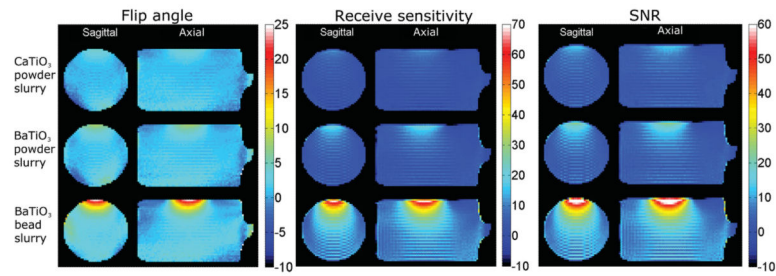 Flip angle
Receive sensitivity
SNR
Sagittal Axial
Sagittal Axial
Sagittal Axial
CaTiO₃
powder
slurry
BaTiO₃
powder
slurry
BaTiO₃
bead
slurry
25
20
15
10
5
0
-5
-10
70
60
50
40
30
20
10
0
-10
60
50
40
30
20
10
0
-10